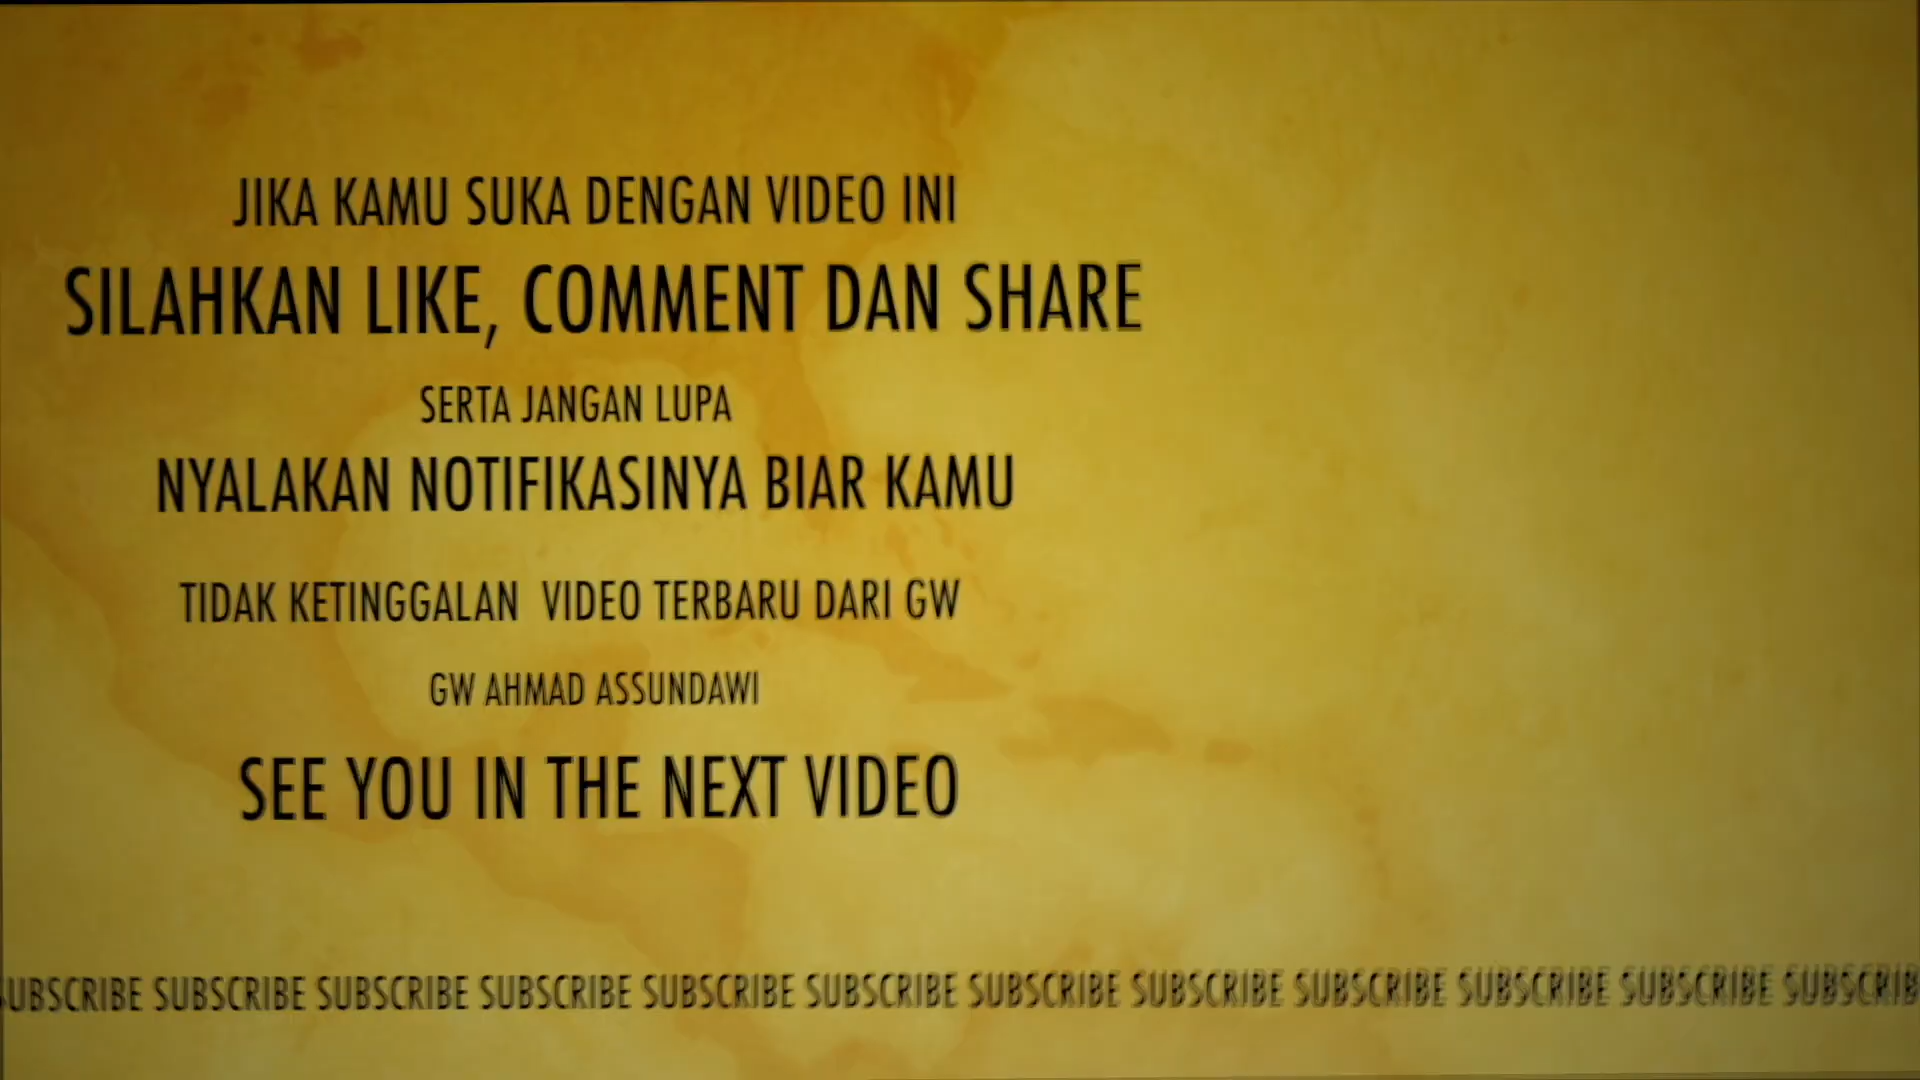 JIKA KAMU SUKA DENGAN VIDEO INI
SILAHKAN LIKE, COMMENT DAN SHARE
SERTA JANGAN LUPA
NYALAKAN NOTIFIKASINYA BIAR KAMU
TIDAK KETINGGALAN VIDEO TERBARU DARI GW
GW AHMAD ASSUNDAWI
SEE YOU IN THE NEXT VIDEO
SUBSCRIBE SUBSCRIBE SUBSCRIBE SUBSCRIBE SUBSCRIBE SUBSCRIBE SUBSCRIBE SUBSCRIBE SUBSCRIBE SUBSCRIBE SUBSCRIBE SUBSCRIB